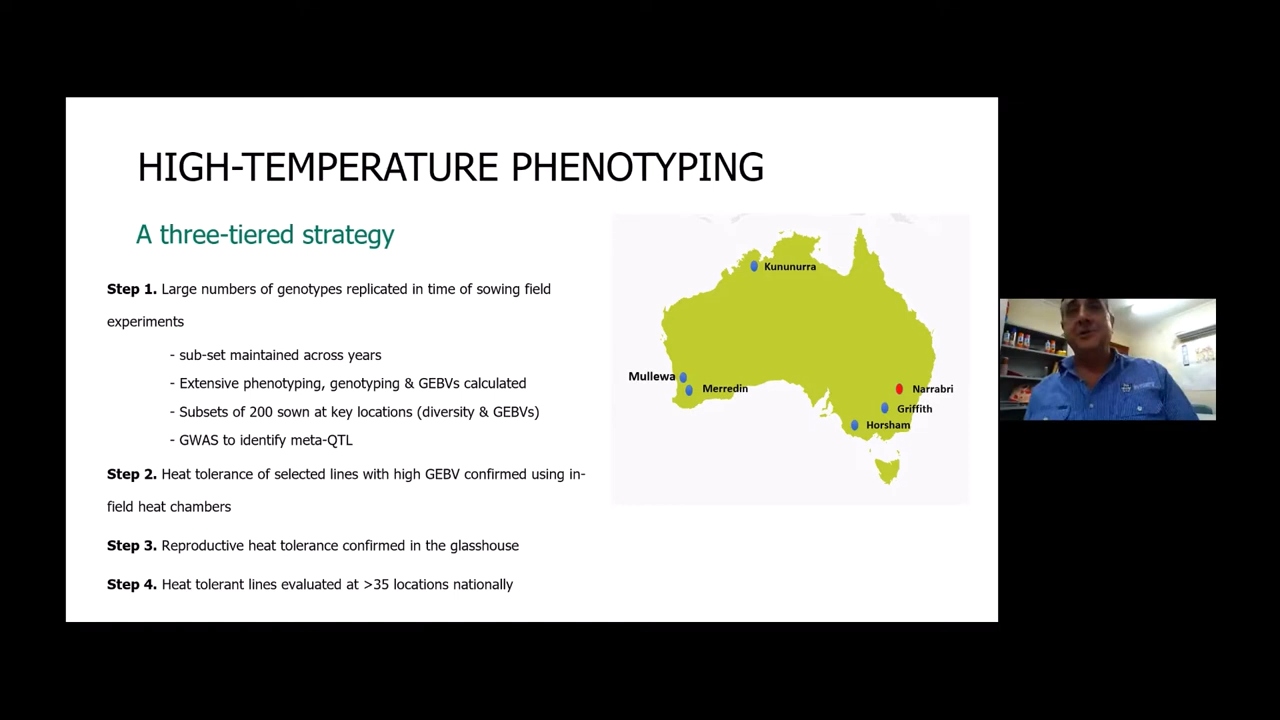 HIGH-TEMPERATURE PHENOTYPING
A three-tiered strategy
Step 1. Large numbers of genotypes replicated in time of sowing field
experiments
- sub-set maintained across years
- Extensive phenotyping, genotyping & GEBVs calculated
- Subsets of 200 sown at key locations (diversity & GEBVs)
- GWAS to identify meta-QTL
Step 2. Heat tolerance of selected lines with high GEBV confirmed using in-
field heat chambers
Step 3. Reproductive heat tolerance confirmed in the glasshouse
Step 4. Heat tolerant lines evaluated at >35 locations nationally
Kununurra
Mullewa
Merredin
Narrabri
Griffith
Horsham